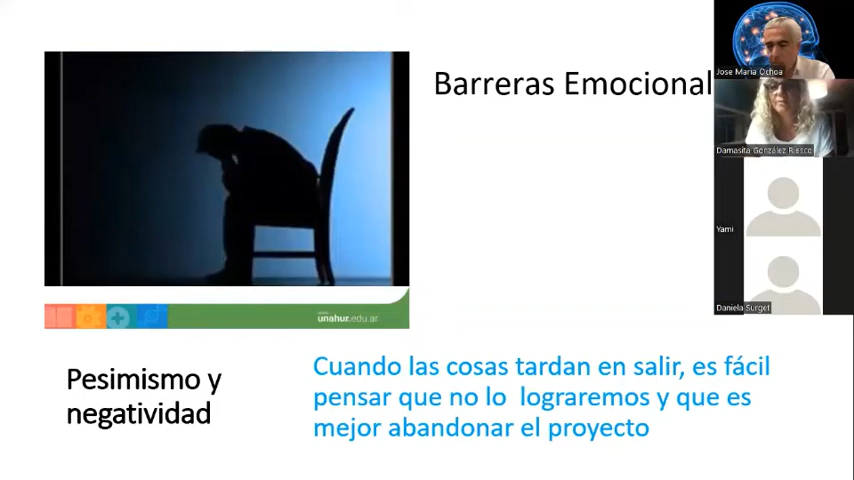 Barreras Emocional
Jose Maria Ochoa
Damasita González Riesco
Yami
Daniela Surget
unahur.edu.ar
Pesimismo y
negatividad
Cuando las cosas tardan en salir, es fácil
pensar que no lo lograremos y que es
mejor abandonar el proyecto